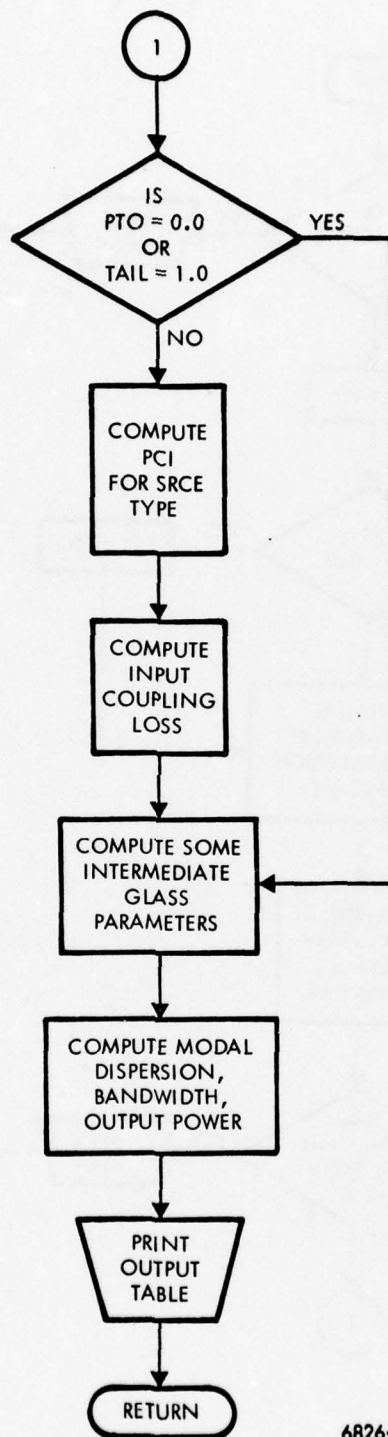 1
IS
PTO = 0.0
OR
TAIL = 1.0
YES
NO
COMPUTE
PCI
FOR SRCE
TYPE
COMPUTE
INPUT
COUPLING
LOSS
COMPUTE SOME
INTERMEDIATE
GLASS
PARAMETERS
COMPUTE MODAL
DISPERSION,
BANDWIDTH,
OUTPUT POWER
PRINT
OUTPUT
TABLE
RETURN
6826